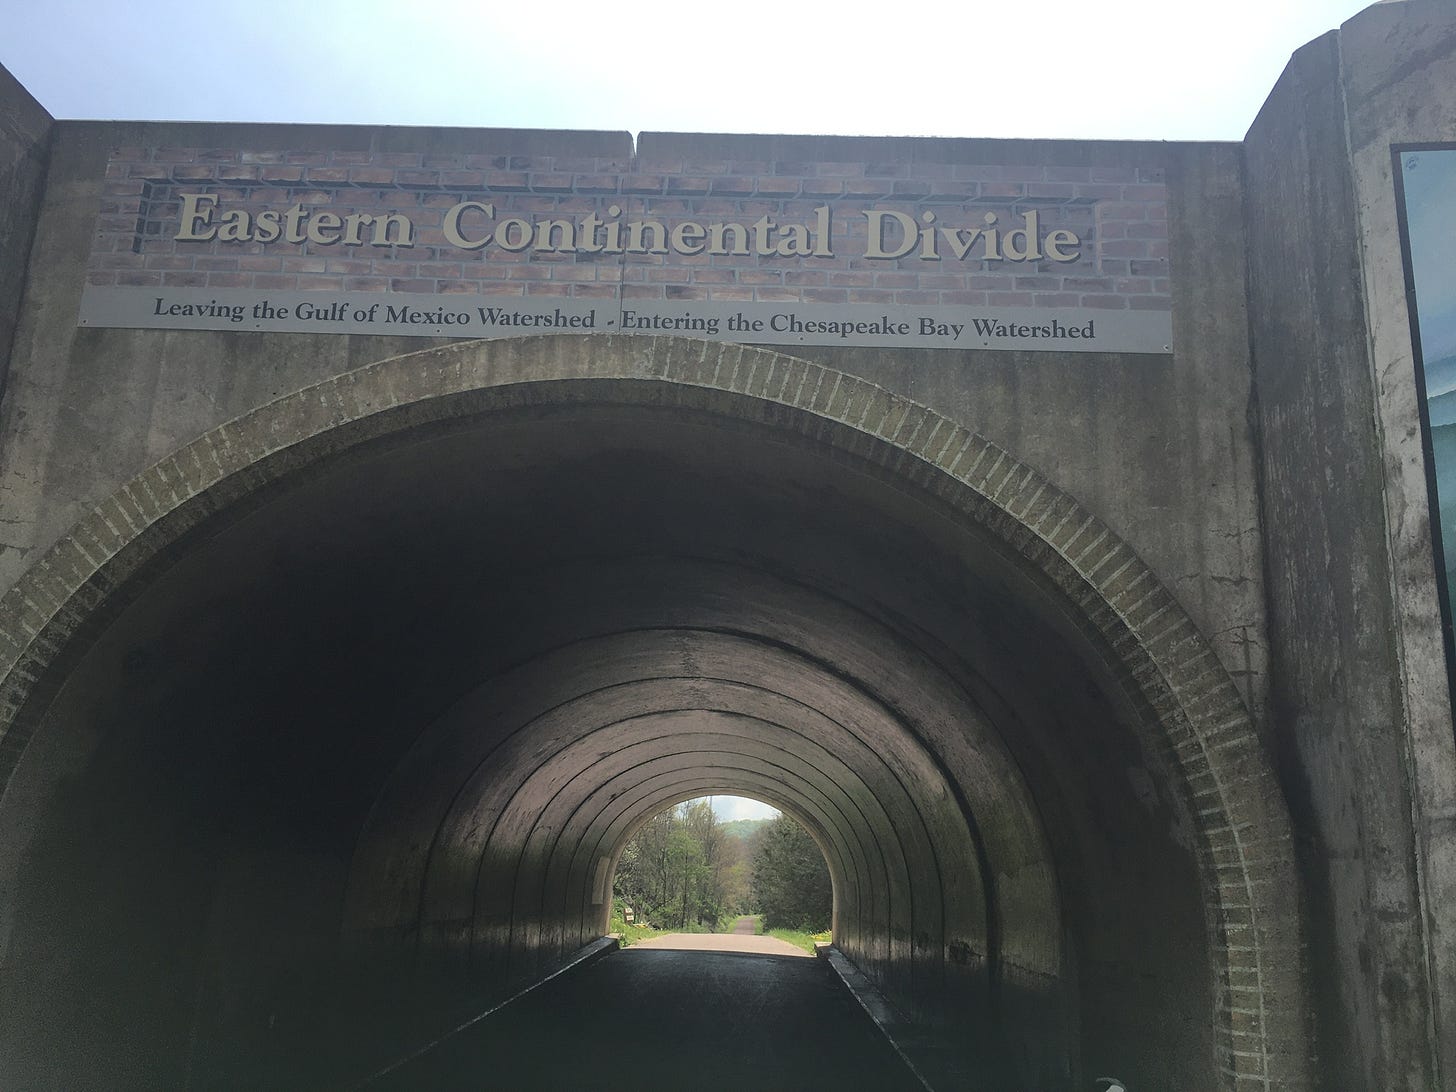 Eastern Continental Divide
Leaving the Gulf of Mexico Watershed - Entering the Chesapeake Bay Watershed